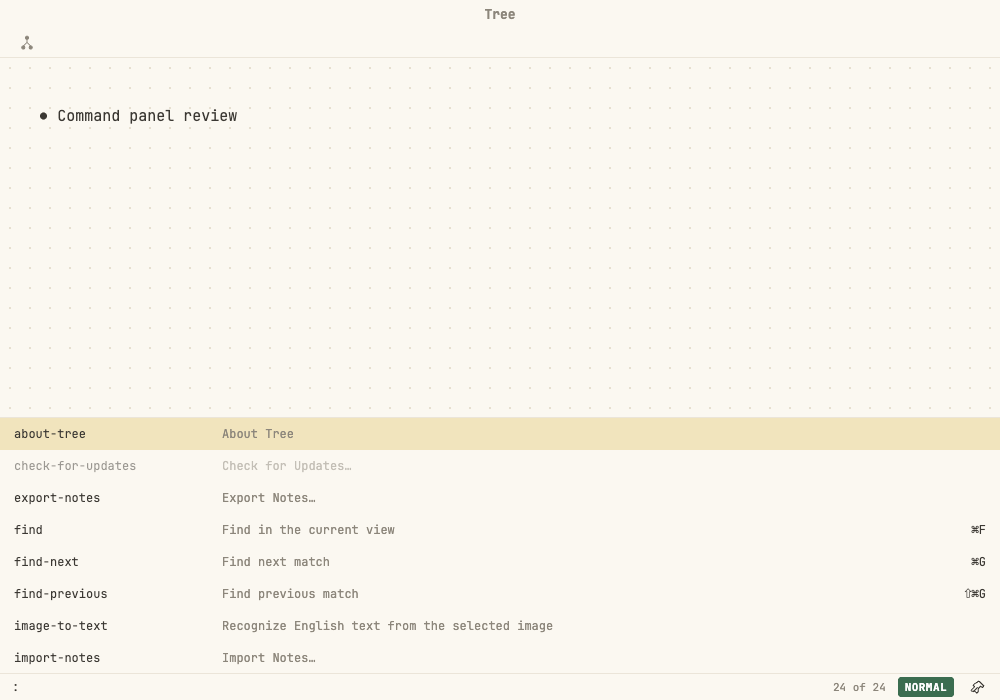 Tree
• Command panel review
about-tree About Tree
check-for-updates Check for Updates…
export-notes Export Notes…
find Find in the current view ⌘F
find-next Find next match ⌘G
find-previous Find previous match ⇧⌘G
image-to-text Recognize English text from the selected image
import-notes Import Notes…
: 24 of 24 NORMAL